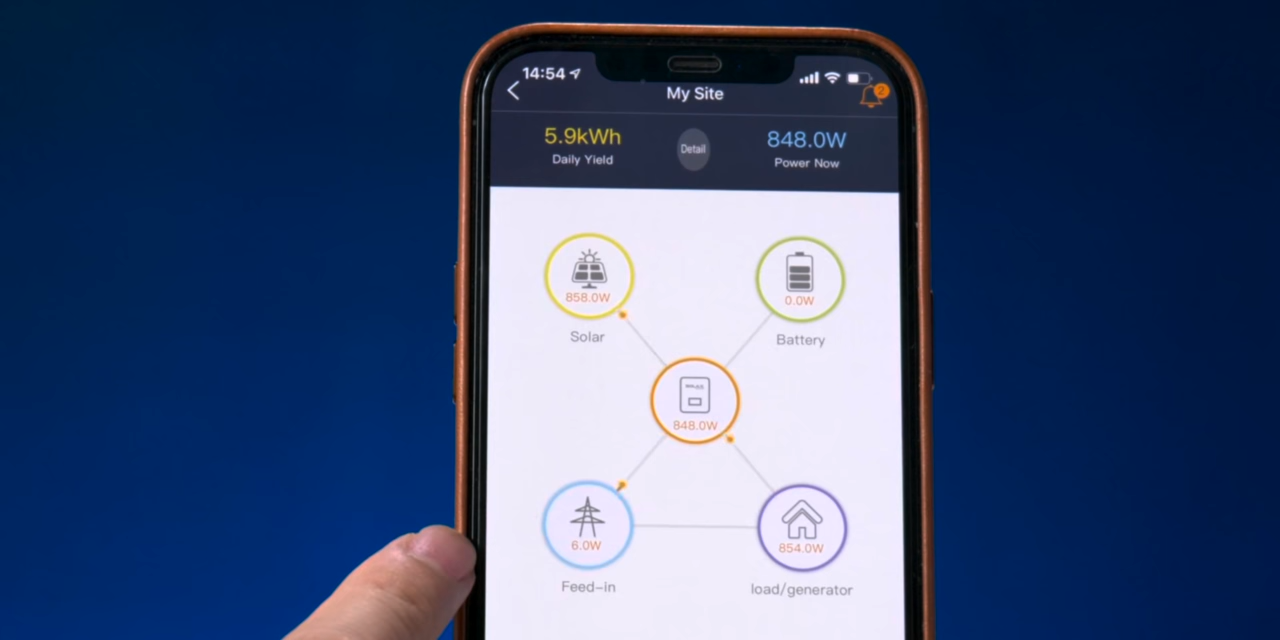 14:54
My Site
2
5.9kWh
Detail
848.0W
Daily Yield
Power Now
858.0W
0.0W
Solar
Battery
848.0W
6.0W
854.0W
Feed-in
load/generator